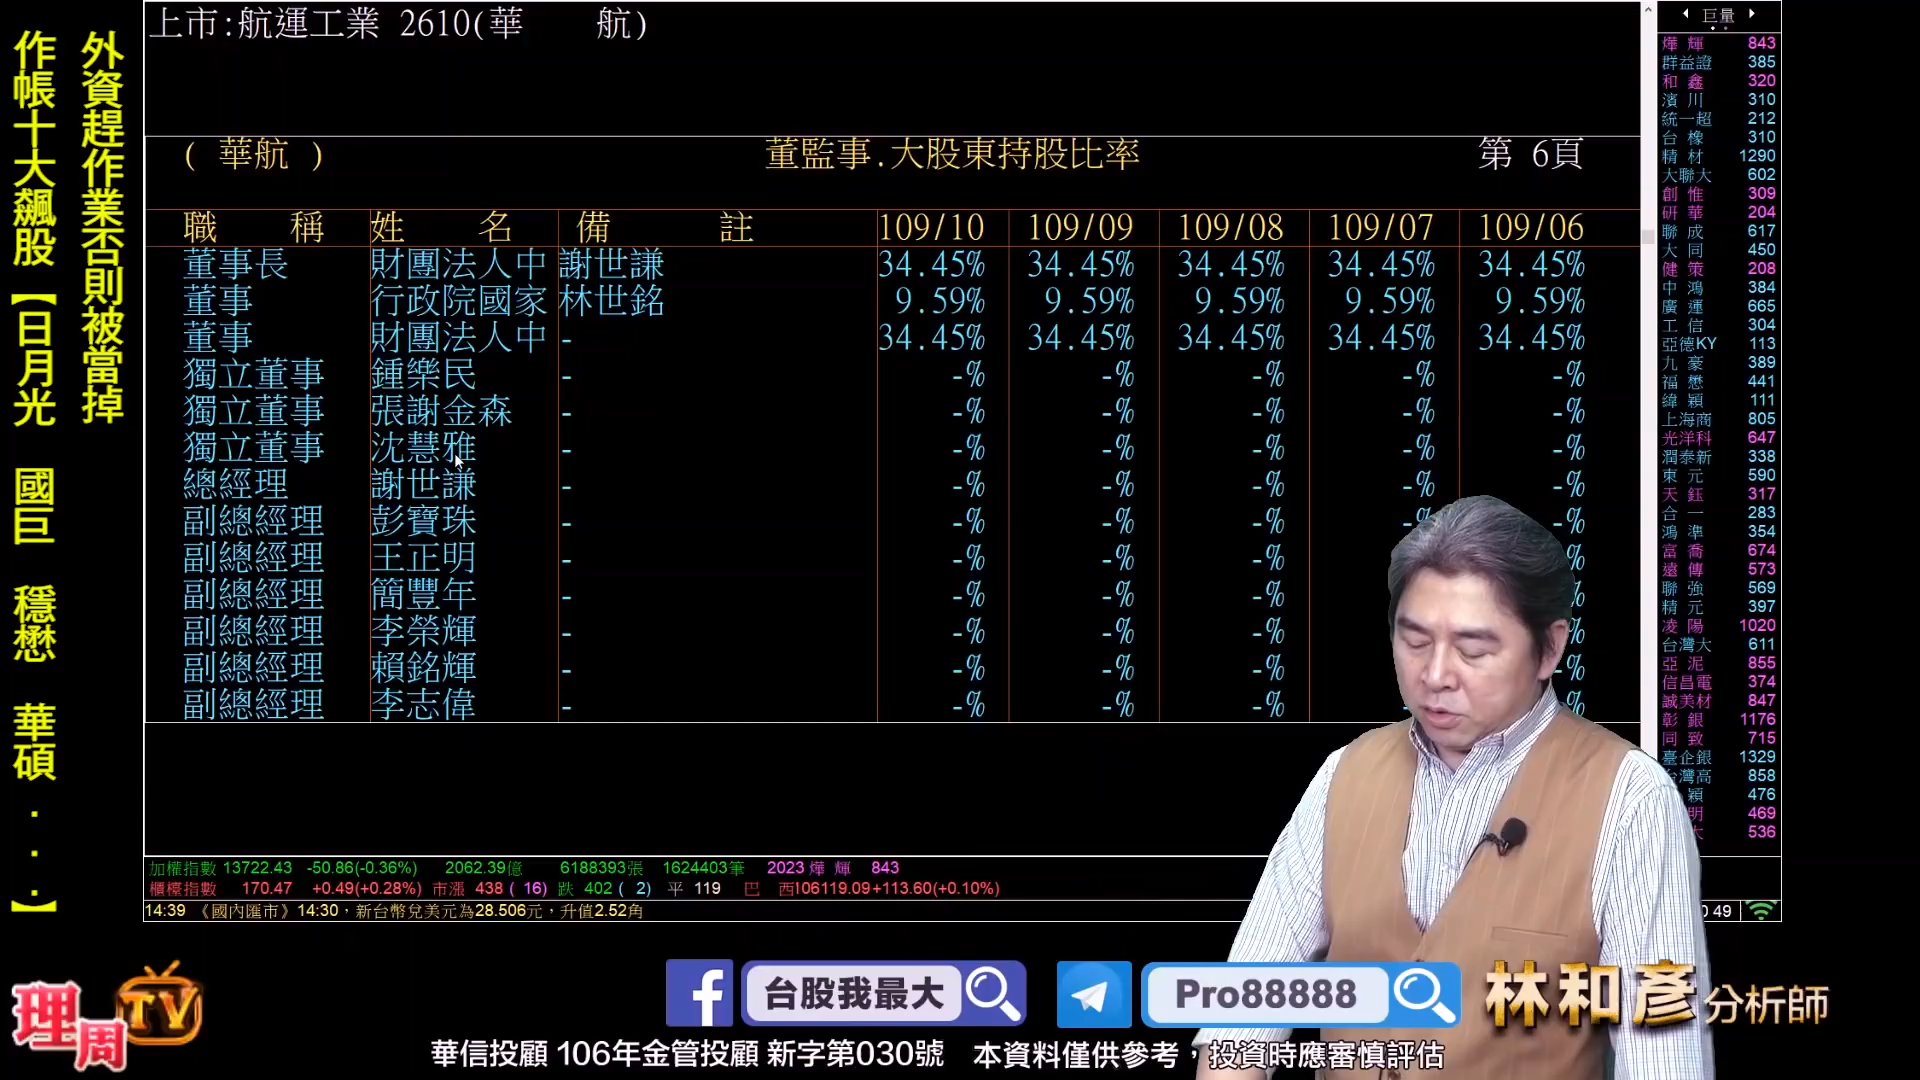 外資趕作業否則被當掉
作帳十大飆股【日月光 國巨 穩懋 華碩...】
上市:航運工業 2610(華 航)
( 華航 ) 董監事.大股東持股比率 第 6頁
職 稱 姓 名 備 註 109/10 109/09 109/08 109/07 109/06
董事長 財團法人中 謝世謙 34.45% 34.45% 34.45% 34.45% 34.45%
董事 行政院國家 林世銘 9.59% 9.59% 9.59% 9.59% 9.59%
董事 財團法人中 - 34.45% 34.45% 34.45% 34.45% 34.45%
獨立董事 鍾樂民 - -% -% -% -% -%
獨立董事 張謝金森 - -% -% -% -% -%
獨立董事 沈慧雅 - -% -% -% -% -%
總經理 謝世謙 - -% -% -% -% -%
副總經理 彭寶珠 - -% -% -% -% -%
副總經理 王正明 - -% -% -% -%
副總經理 簡豐年 - -% -% -% -%
副總經理 李榮輝 - -% -% -% -%
副總經理 賴銘輝 - -% -% -% -%
副總經理 李志偉 - -% -% -% -%
巨量
燁輝 843
群益證 385
和鑫 320
濱川 310
統一超 212
台橡 310
精材 1290
大聯大 602
創惟 309
研華 204
聯成 617
大同 450
健策 208
中鴻 384
廣運 665
工信 304
亞德KY 113
九豪 389
福懋 441
緯穎 111
上海商 805
光洋科 647
潤泰新 338
東元 590
天鈺 317
合一 283
鴻準 354
富喬 674
遠傳 573
聯強 569
精元 397
凌陽 1020
台灣大 611
亞泥 855
信昌電 374
誠美材 847
彰銀 1176
同致 715
臺企銀 1329
台灣高 858
穎 476
明 469
536
加權指數 13722.43 -50.86(-0.36%) 2062.39億 6188393張 1624403筆 2023 燁 輝 843
櫃檯指數 170.47 +0.49(+0.28%) 市漲 438 ( 16) 跌 402 ( 2) 平 119 巴 西106119.09+113.60(+0.10%)
14:39 《國內匯市》14:30，新台幣兌美元為28.506元，升值2.52角
49
理周TV
台股我最大
Pro88888
林和彥分析師
華信投顧 106年金管投顧 新字第030號 本資料僅供參考，投資時應審慎評估